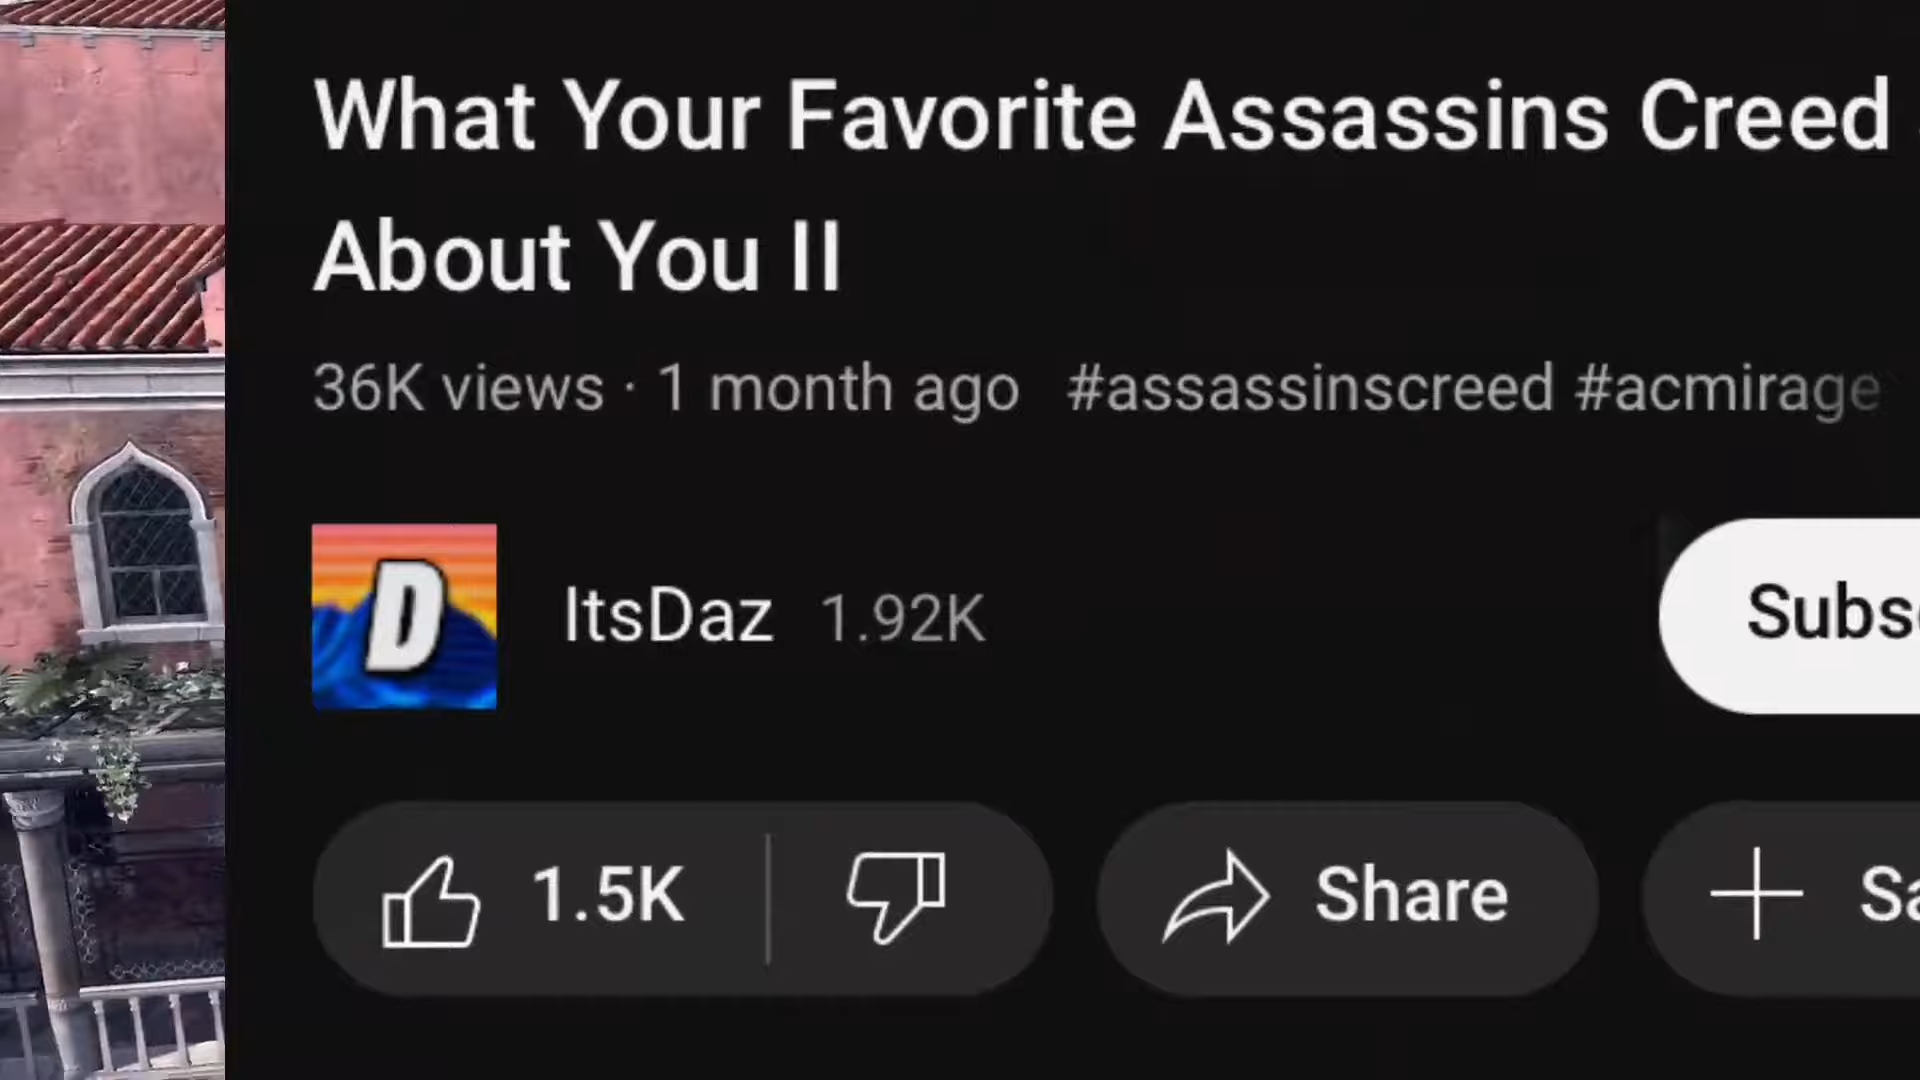 What Your Favorite Assassins Creed
About You II
36K views · 1 month ago #assassinscreed #acmirage
D
ItsDaz 1.92K
Subsc
1.5K
Share
Sa